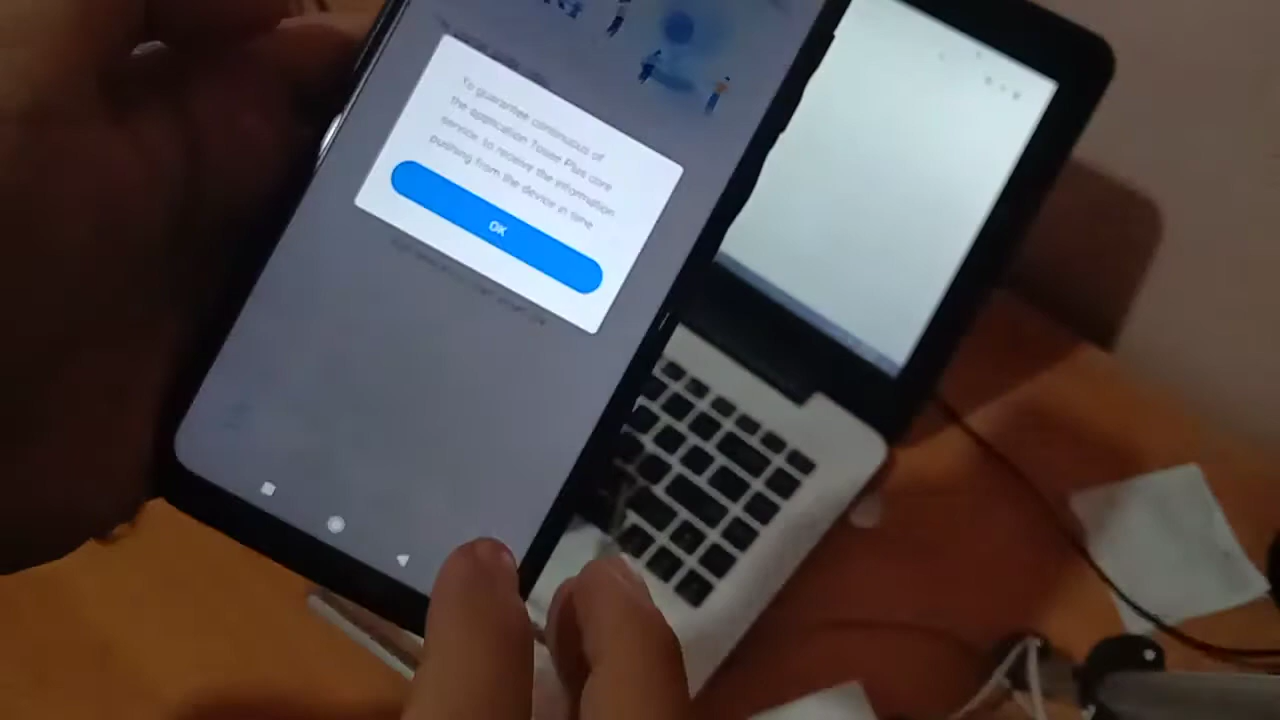 To guarantee continuous of
the application Tosee Plus core
service, to receive the information
pushing from the device in time
OK